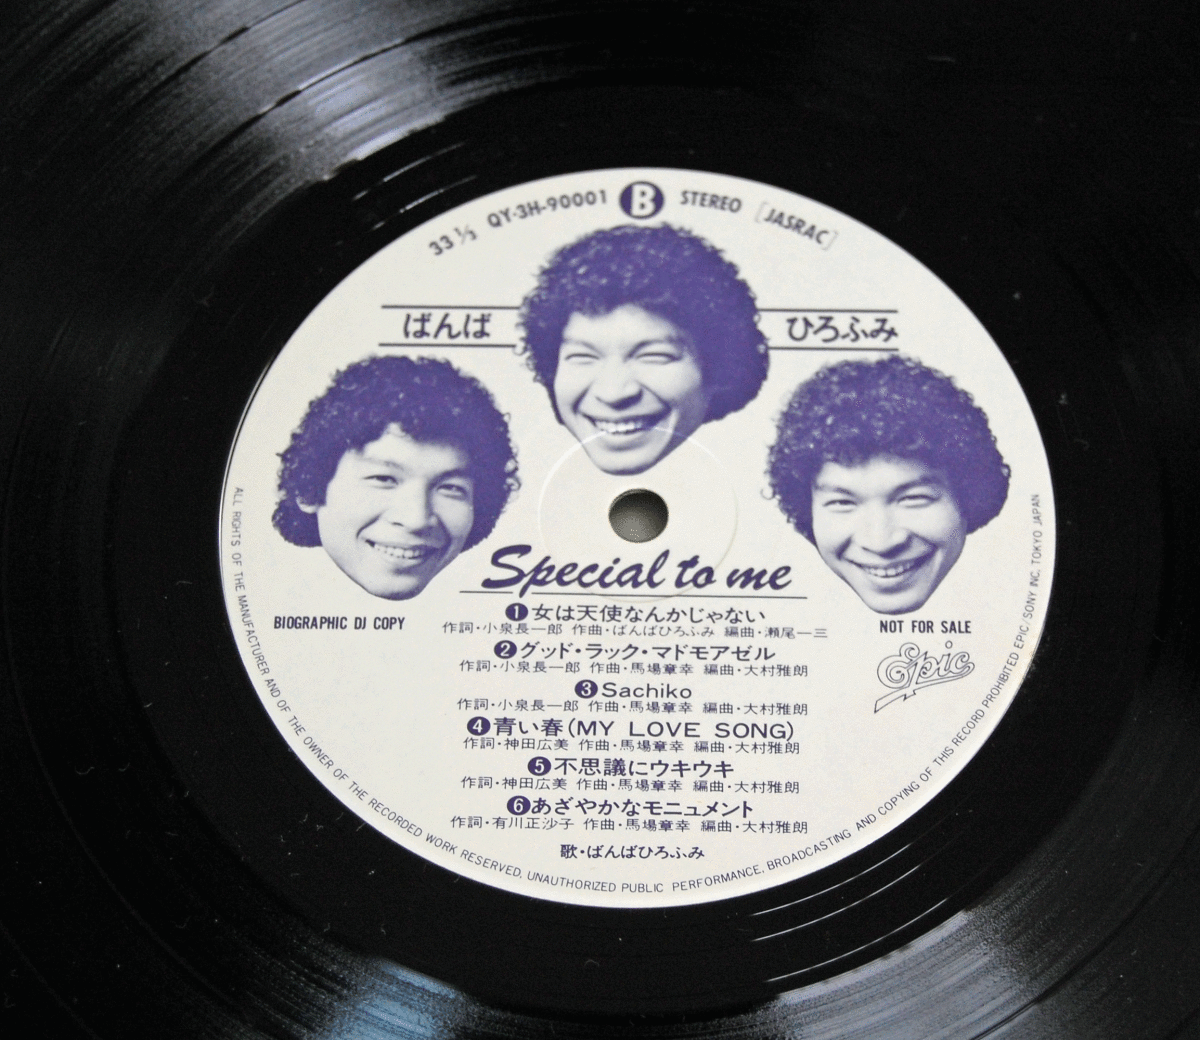 33 1/3 QY·3H-90001 B STEREO [JASRAC]
ばんば ひろふみ
Special to me
BIOGRAPHIC DJ COPY
NOT FOR SALE
Epic
1 女は天使なんかじゃない
作詞·小泉長一郎 作曲·ばんばひろふみ 編曲·瀬尾一三
2 グッド·ラック·マドモアゼル
作詞·小泉長一郎 作曲·馬場章幸 編曲·大村雅朗
3 Sachiko
作詞·小泉長一郎 作曲·馬場章幸 編曲·大村雅朗
4 青い春(MY LOVE SONG)
作詞·神田広美 作曲·馬場章幸 編曲·大村雅朗
5 不思議にウキウキ
作詞·神田広美 作曲·馬場章幸 編曲·大村雅朗
6 あざやかなモニュメント
作詞·有川正沙子 作曲·馬場章幸 編曲·大村雅朗
歌·ばんばひろふみ
ALL RIGHTS OF THE MANUFACTURER AND OF THE OWNER OF THE RECORDED WORK RESERVED, UNAUTHORIZED PUBLIC PERFORMANCE, BROADCASTING AND COPYING OF THIS RECORD PROHIBITED EPIC/SONY INC. TOKYO JAPAN